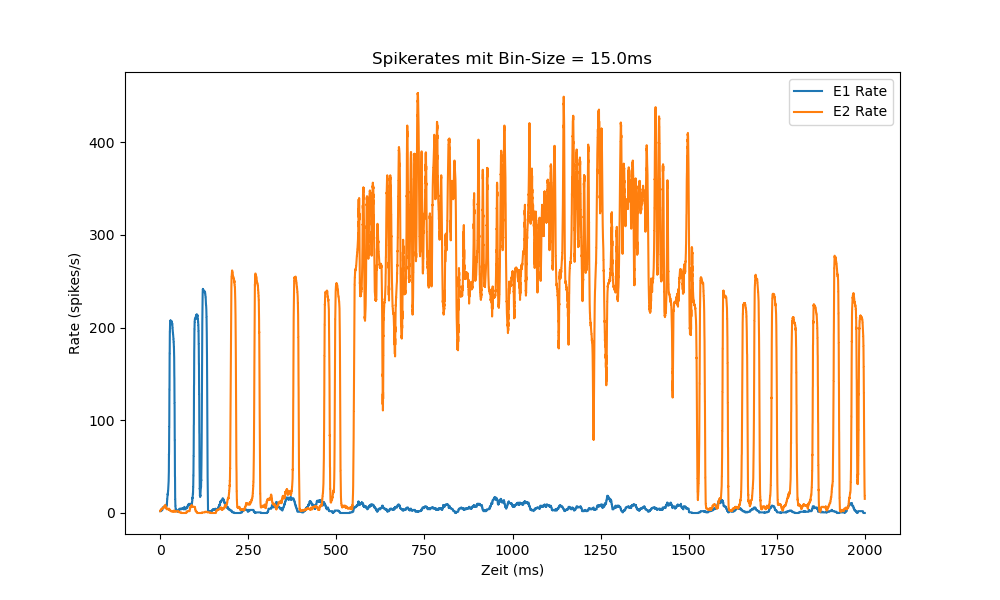 Spikerates mit Bin-Size = 15.0ms
E1 Rate
E2 Rate
Rate (spikes/s)
400
300
200
100
0
0 250 500 750 1000 1250 1500 1750 2000
Zeit (ms)